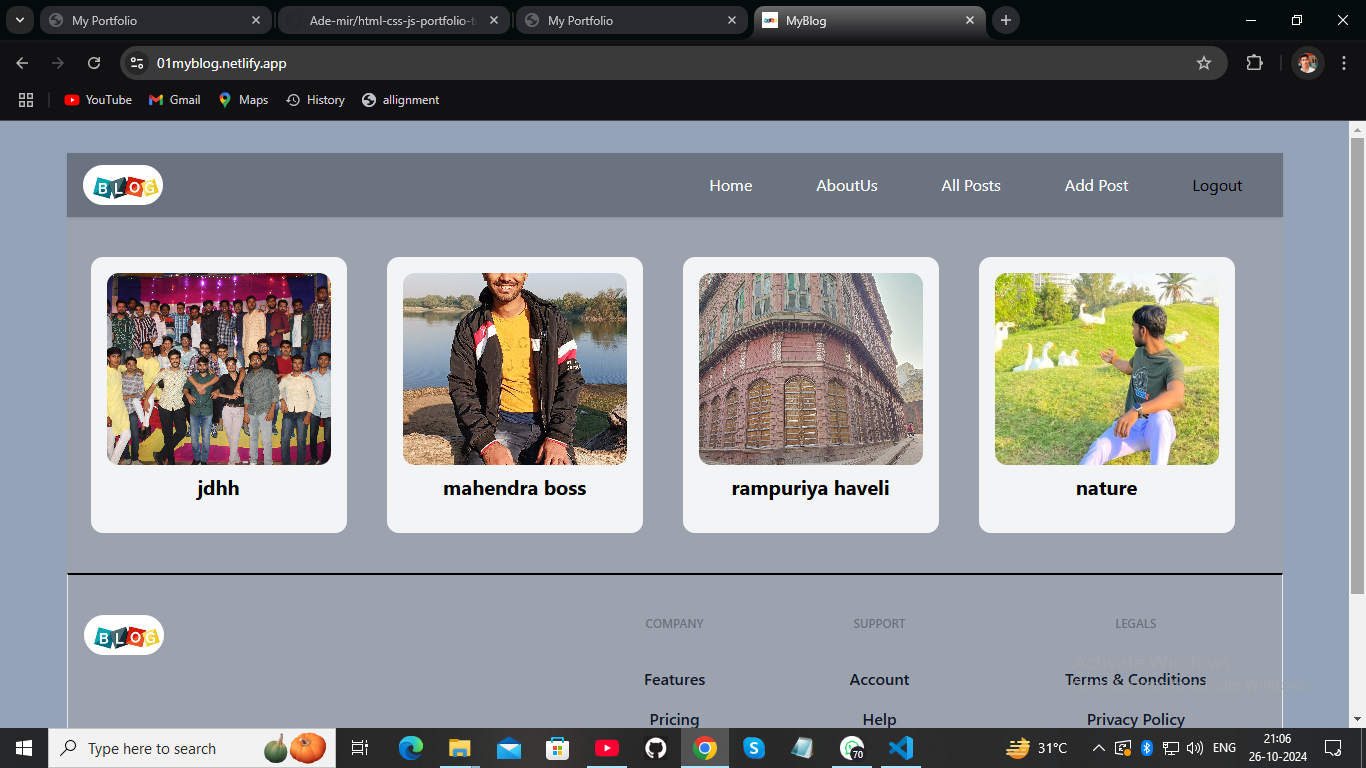 My Portfolio
Ade-mir/html-css-js-portfolio-t
My Portfolio
MyBlog
01myblog.netlify.app
YouTube
Gmail
Maps
History
allignment
BLOG
Home
AboutUs
All Posts
Add Post
Logout
jdhh
mahendra boss
rampuriya haveli
nature
BLOG
COMPANY
SUPPORT
LEGALS
Activate Windows
Features
Account
Terms & Conditions
Pricing
Help
Privacy Policy
Type here to search
70
31°C
ENG
21:06
26-10-2024